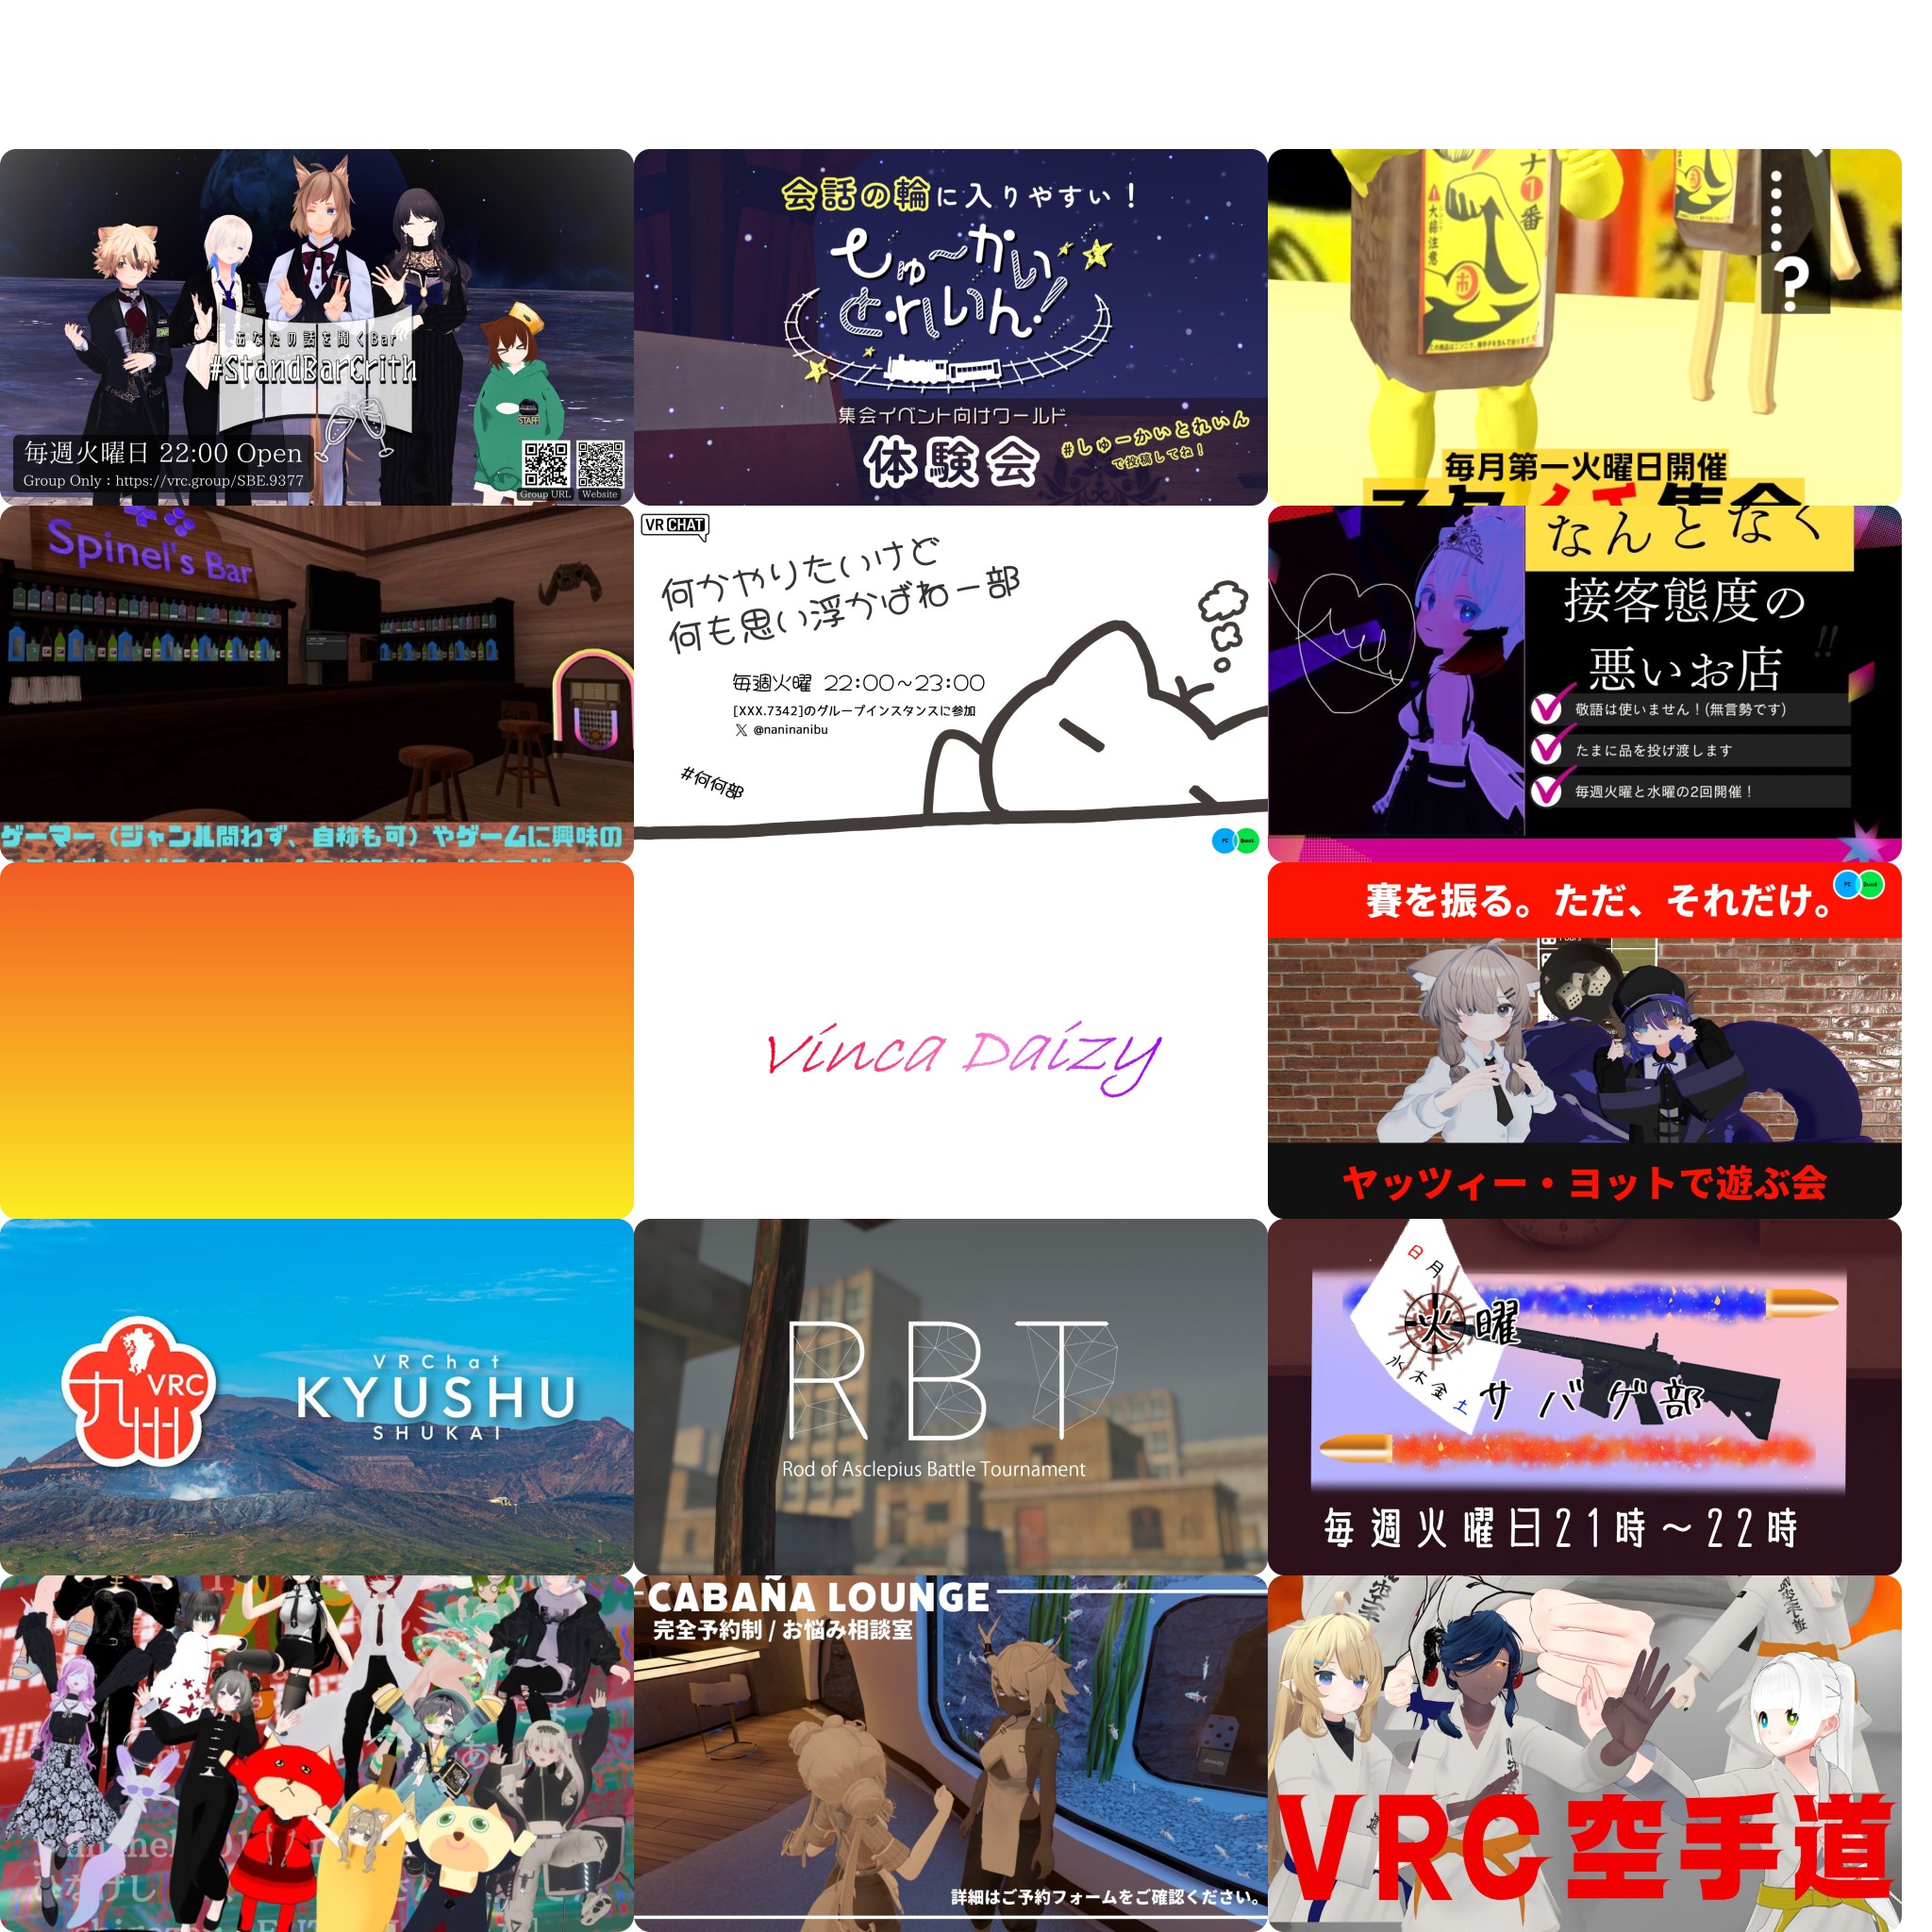 あなたの話を聞くBar
#StandBarCrith
STAFF
毎週火曜日 22:00 Open
Group Only : https://vrc.group/SBE.9377
Group URL
Website
会話の輪に入りやすい！
しゅ〜かい
とれいん!
集会イベント向けワールド
体験会
#しゅーかいとれいん
で投稿してね！
ナ1番
大蒜注意
?
毎月第一火曜日開催
Spinel's Bar
ゲーマー（ジャンル問わず、自称も可）やゲームに興味の
VRCHAT
何かやりたいけど
何も思い浮かばねー部
毎週火曜 22:00〜23:00
[XXX.7342]のグループインスタンスに参加
X @naninanibu
#何何部
PC Quest
なんとなく
接客態度の
悪いお店
!!
敬語は使いません！(無言勢です)
たまに品を投げ渡します
毎週火曜と水曜の2回開催！
Vinca Daizy
賽を振る。ただ、それだけ。
PC Quest
ヤッツィー・ヨットで遊ぶ会
九州
VRC
VRChat
KYUSHU
SHUKAI
RBT
Rod of Asclepius Battle Tournament
日
月
火曜
水木金土
サバゲ部
毎週火曜日21時〜22時
CABAÑA LOUNGE
完全予約制 / お悩み相談室
詳細はご予約フォームをご確認ください。
VRC空手道